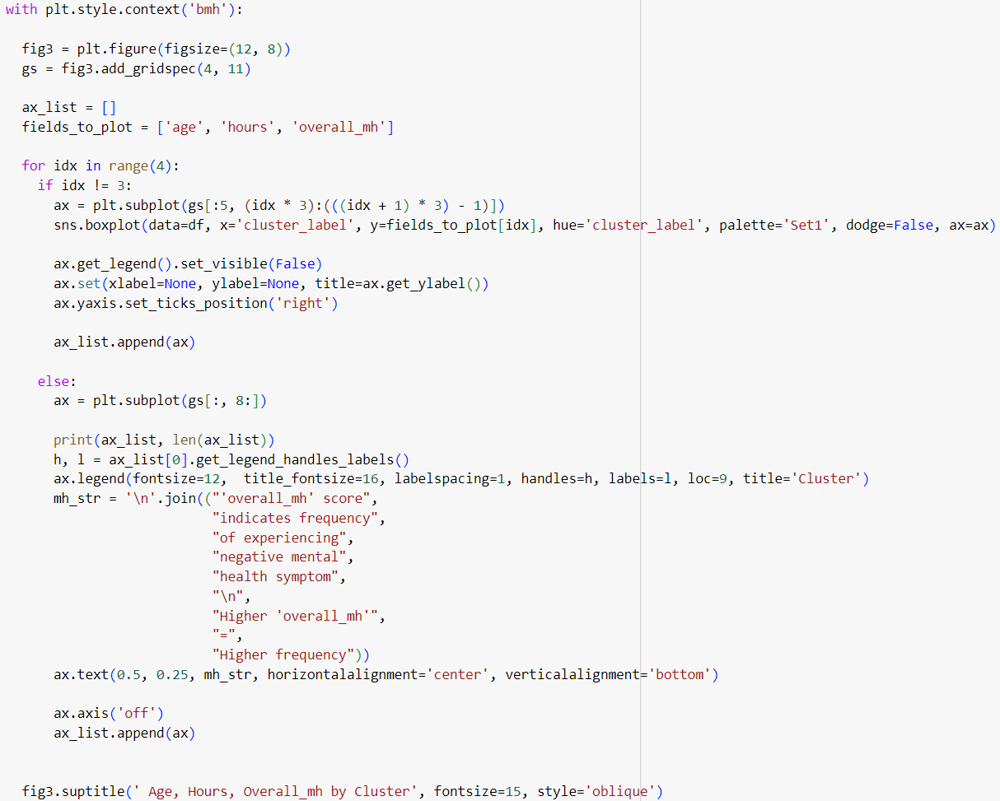 with plt.style.context('bmh'):
fig3 = plt.figure(figsize=(12, 8))
gs = fig3.add_gridspec(4, 11)
ax_list = []
fields_to_plot = ['age', 'hours', 'overall_mh']
for idx in range(4):
if idx != 3:
ax = plt.subplot(gs[:5, (idx * 3):(((idx + 1) * 3) - 1)])
sns.boxplot(data=df, x='cluster_label', y=fields_to_plot[idx], hue='cluster_label', palette='Set1', dodge=False, ax=ax)
ax.get_legend().set_visible(False)
ax.set(xlabel=None, ylabel=None, title=ax.get_ylabel())
ax.yaxis.set_ticks_position('right')
ax_list.append(ax)
else:
ax = plt.subplot(gs[:, 8:])
print(ax_list, len(ax_list))
h, l = ax_list[0].get_legend_handles_labels()
ax.legend(fontsize=12,  title_fontsize=16, labelspacing=1, handles=h, labels=l, loc=9, title='Cluster')
mh_str = '\n'.join(("'overall_mh' score",
"indicates frequency",
"of experiencing",
"negative mental",
"health symptom",
"\n",
"Higher 'overall_mh'",
"=",
"Higher frequency"))
ax.text(0.5, 0.25, mh_str, horizontalalignment='center', verticalalignment='bottom')
ax.axis('off')
ax_list.append(ax)
fig3.suptitle(' Age, Hours, Overall_mh by Cluster', fontsize=15, style='oblique')